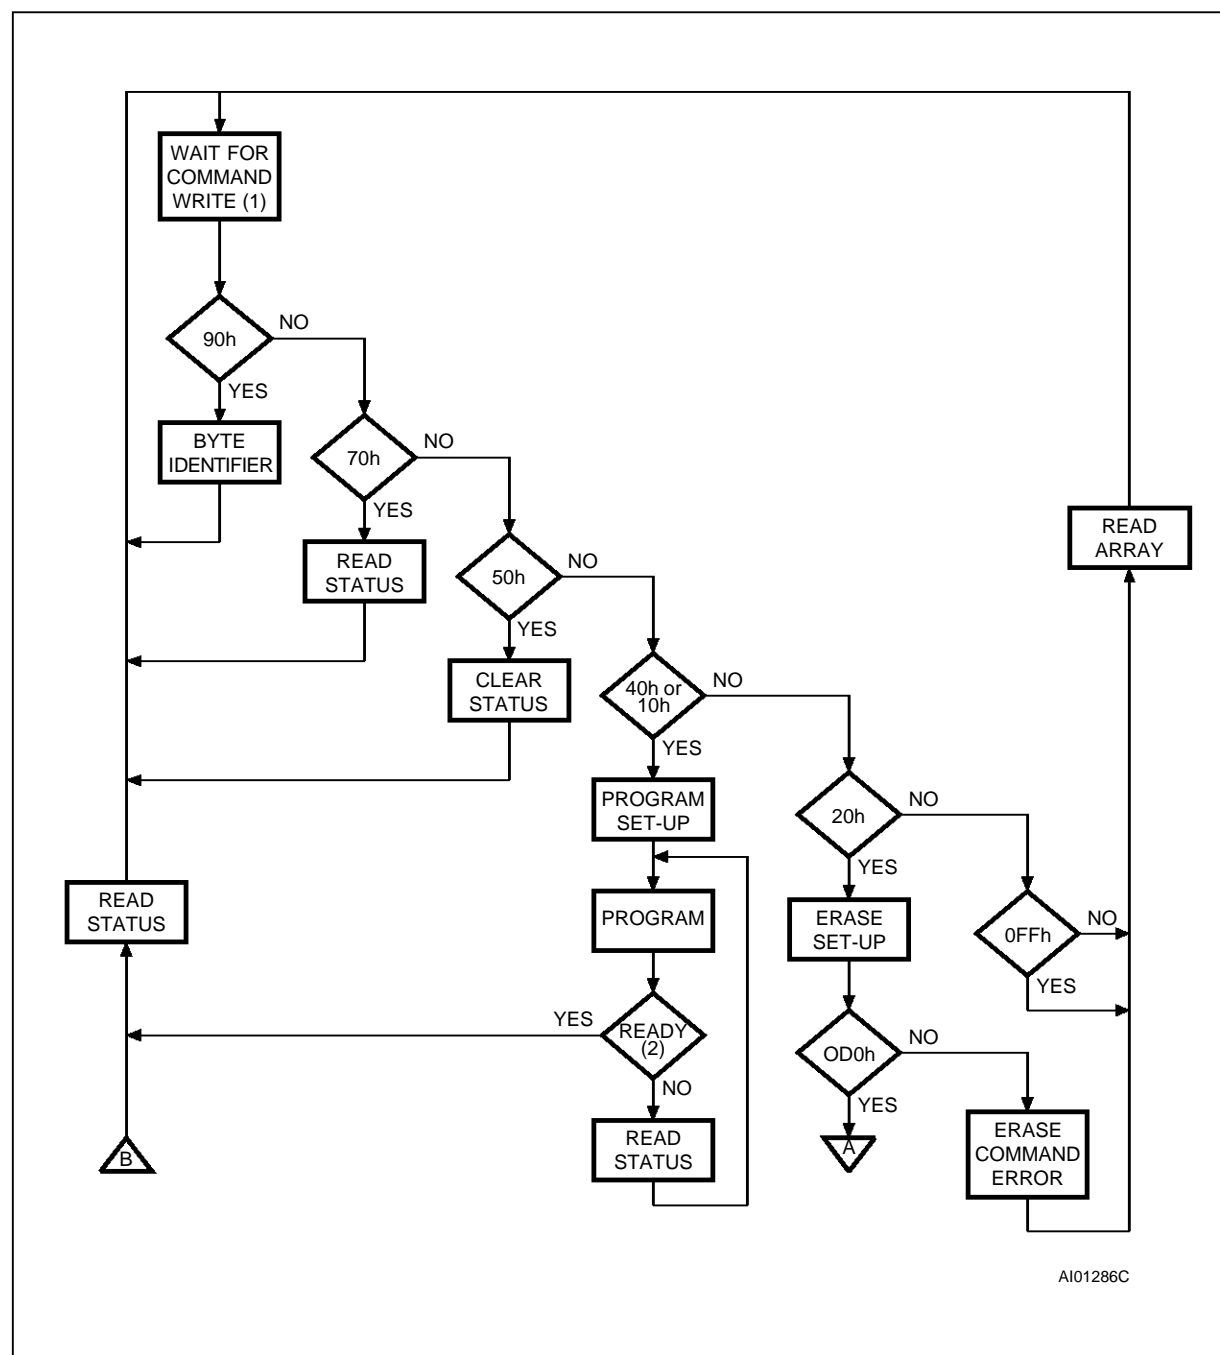 WAIT FOR
COMMAND
WRITE (1)
90h
NO
YES
BYTE
IDENTIFIER
70h
NO
YES
READ
STATUS
50h
NO
YES
CLEAR
STATUS
40h or
10h
NO
YES
PROGRAM
SET-UP
20h
NO
YES
READ
ARRAY
READ
STATUS
PROGRAM
ERASE
SET-UP
0FFh
NO
YES
YES
READY
(2)
NO
OD0h
NO
YES
B
READ
STATUS
A
ERASE
COMMAND
ERROR
AI01286C